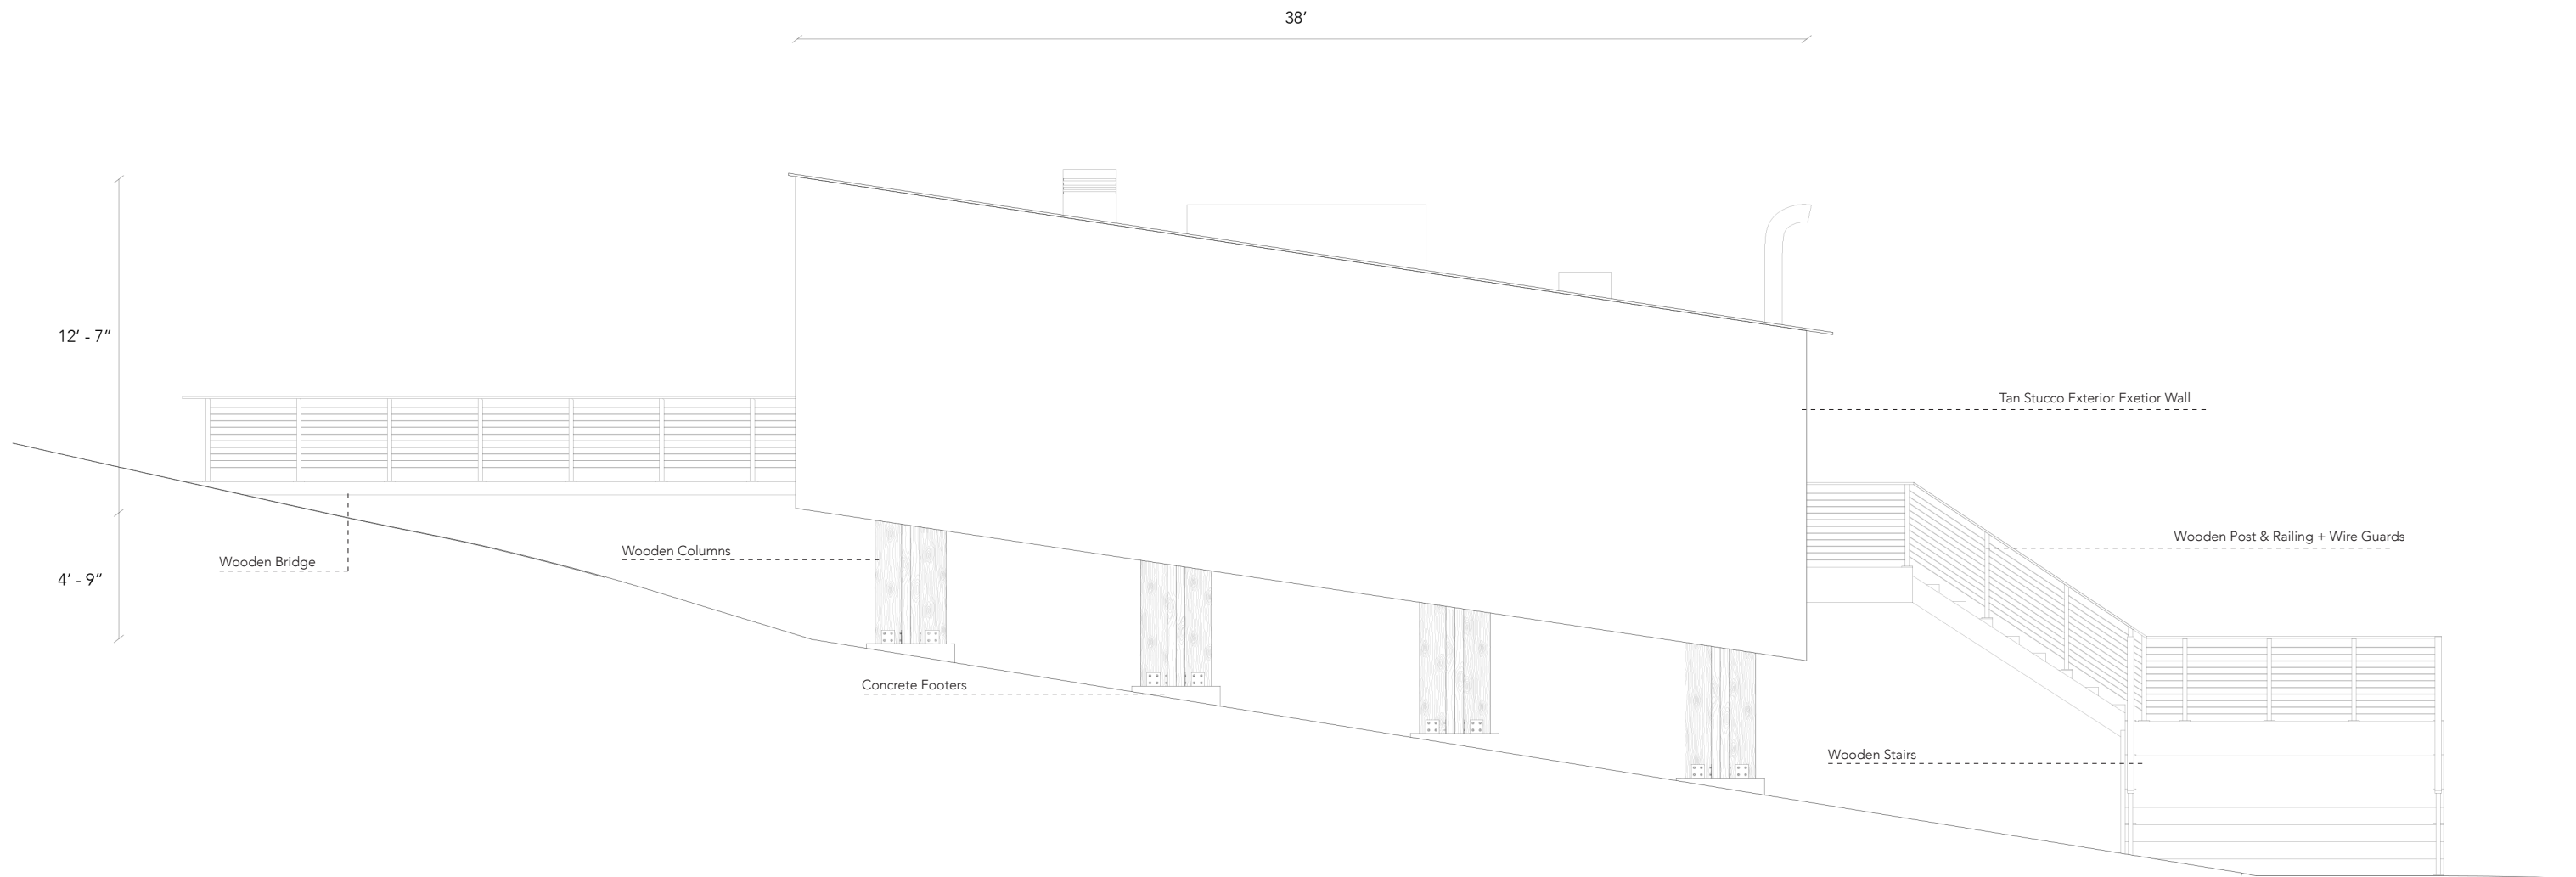 38’
12’ - 7”
Tan Stucco Exterior Exetior Wall
Wooden Post & Railing + Wire Guards
Wooden Columns
Wooden Bridge
4’ - 9”
Concrete Footers
Wooden Stairs